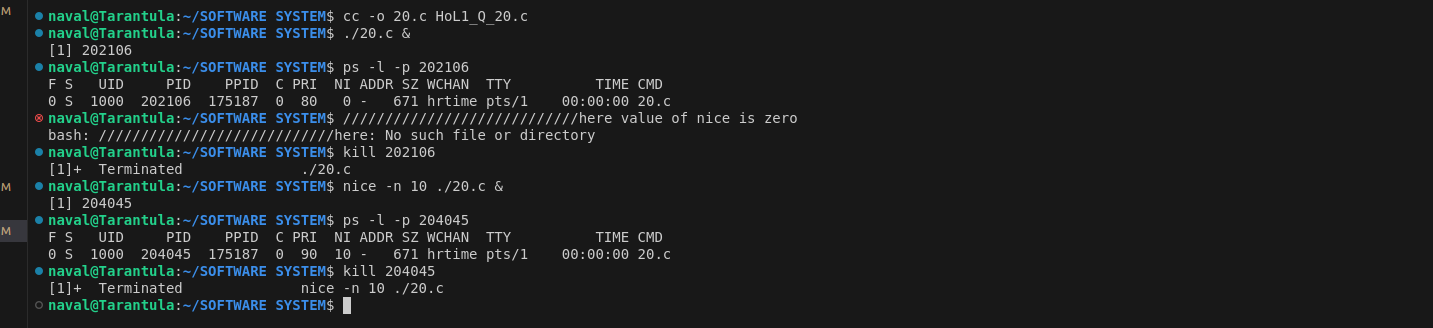 naval@Tarantula:~/SOFTWARE SYSTEM$ cc -o 20.c HoL1_Q_20.c
naval@Tarantula:~/SOFTWARE SYSTEM$ ./20.c &
[1] 202106
naval@Tarantula:~/SOFTWARE SYSTEM$ ps -l -p 202106
F S   UID     PID    PPID  C PRI  NI ADDR SZ WCHAN  TTY          TIME CMD
0 S  1000  202106  175187  0  80   0 -   671 hrtime pts/1    00:00:00 20.c
naval@Tarantula:~/SOFTWARE SYSTEM$ ////////////////////////////here value of nice is zero
bash: ////////////////////////////here: No such file or directory
naval@Tarantula:~/SOFTWARE SYSTEM$ kill 202106
[1]+  Terminated              ./20.c
M naval@Tarantula:~/SOFTWARE SYSTEM$ nice -n 10 ./20.c &
[1] 204045
naval@Tarantula:~/SOFTWARE SYSTEM$ ps -l -p 204045
F S   UID     PID    PPID  C PRI  NI ADDR SZ WCHAN  TTY          TIME CMD
0 S  1000  204045  175187  0  90  10 -   671 hrtime pts/1    00:00:00 20.c
naval@Tarantula:~/SOFTWARE SYSTEM$ kill 204045
[1]+  Terminated              nice -n 10 ./20.c
naval@Tarantula:~/SOFTWARE SYSTEM$
M
M